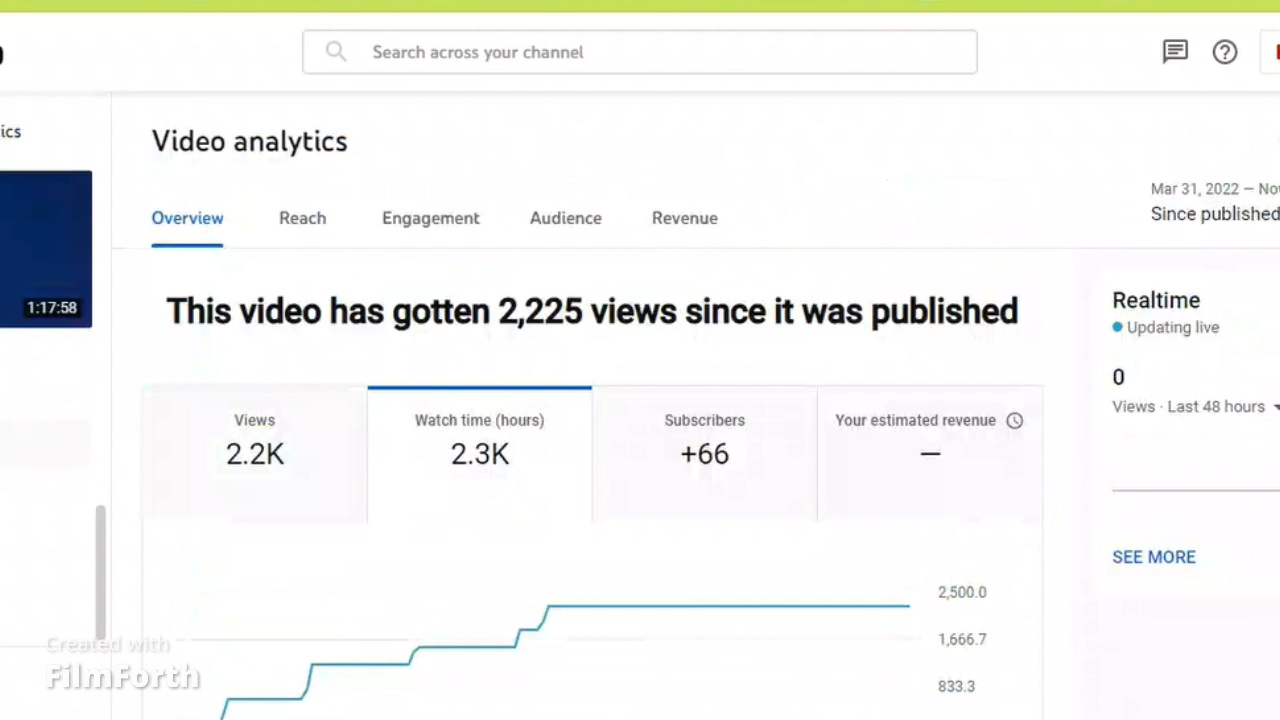 Search across your channel
ics
Video analytics
Mar 31, 2022 – No
Since published
Overview
Reach
Engagement
Audience
Revenue
1:17:58
This video has gotten 2,225 views since it was published
Realtime
Updating live
0
Views · Last 48 hours
Views
2.2K
Watch time (hours)
2.3K
Subscribers
+66
Your estimated revenue
—
SEE MORE
2,500.0
1,666.7
833.3
Created with
FilmForth